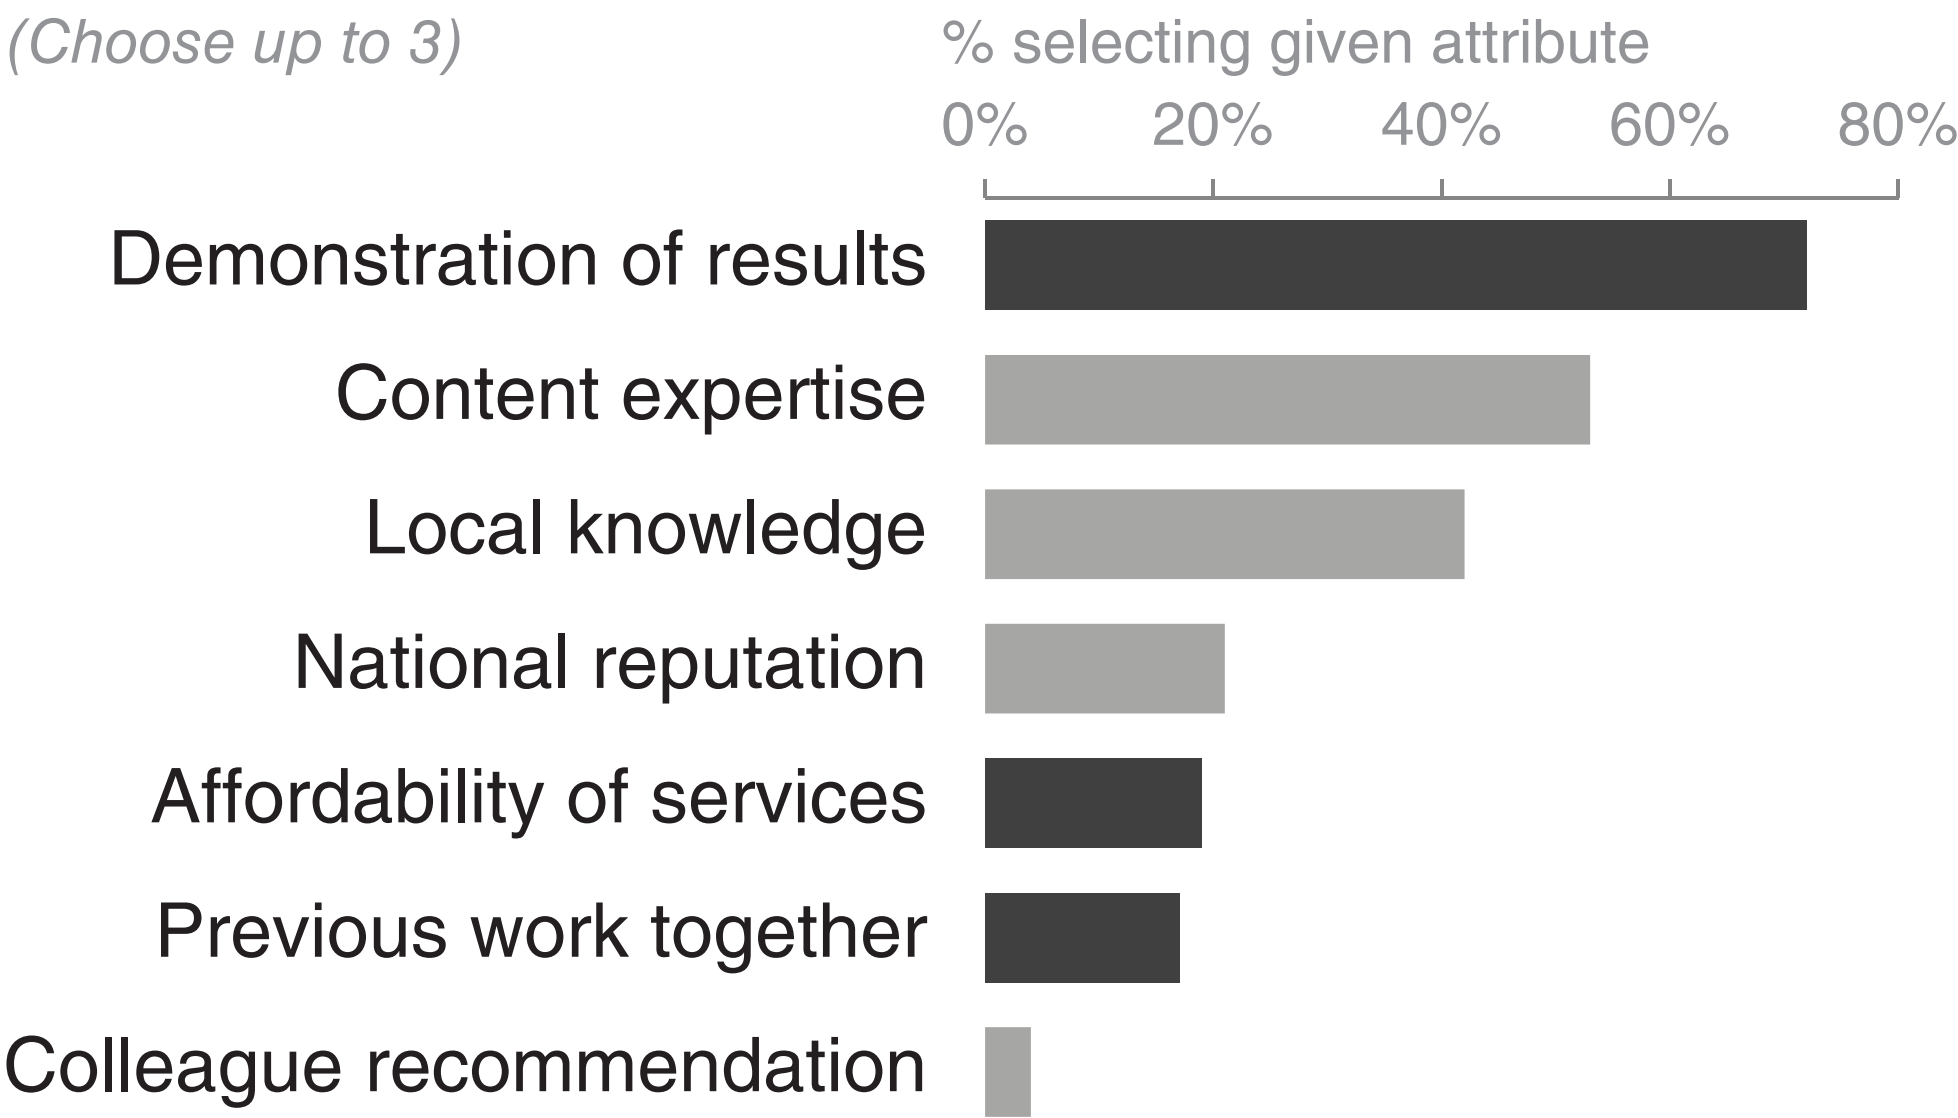 (Choose up to 3)
% selecting given attribute
0% 20% 40% 60% 80%
Demonstration of results
Content expertise
Local knowledge
National reputation
Affordability of services
Previous work together
Colleague recommendation